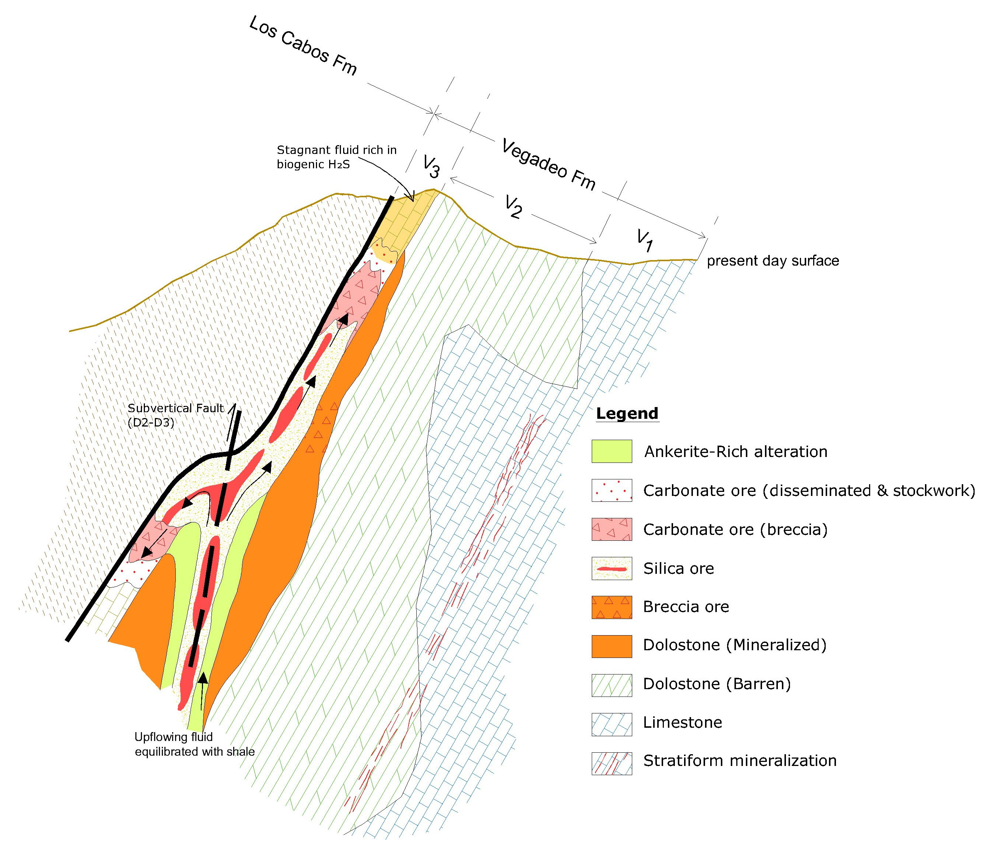 Los Cabos Fm
Stagnant fluid rich in
biogenic H₂S
V₃
Vegadeo Fm
V₂
V₁
present day surface
Subvertical Fault
(D2-D3)
Legend
Ankerite-Rich alteration
Carbonate ore (disseminated & stockwork)
Carbonate ore (breccia)
Silica ore
Breccia ore
Dolostone (Mineralized)
Dolostone (Barren)
Limestone
Stratiform mineralization
Upflowing fluid
equilibrated with shale